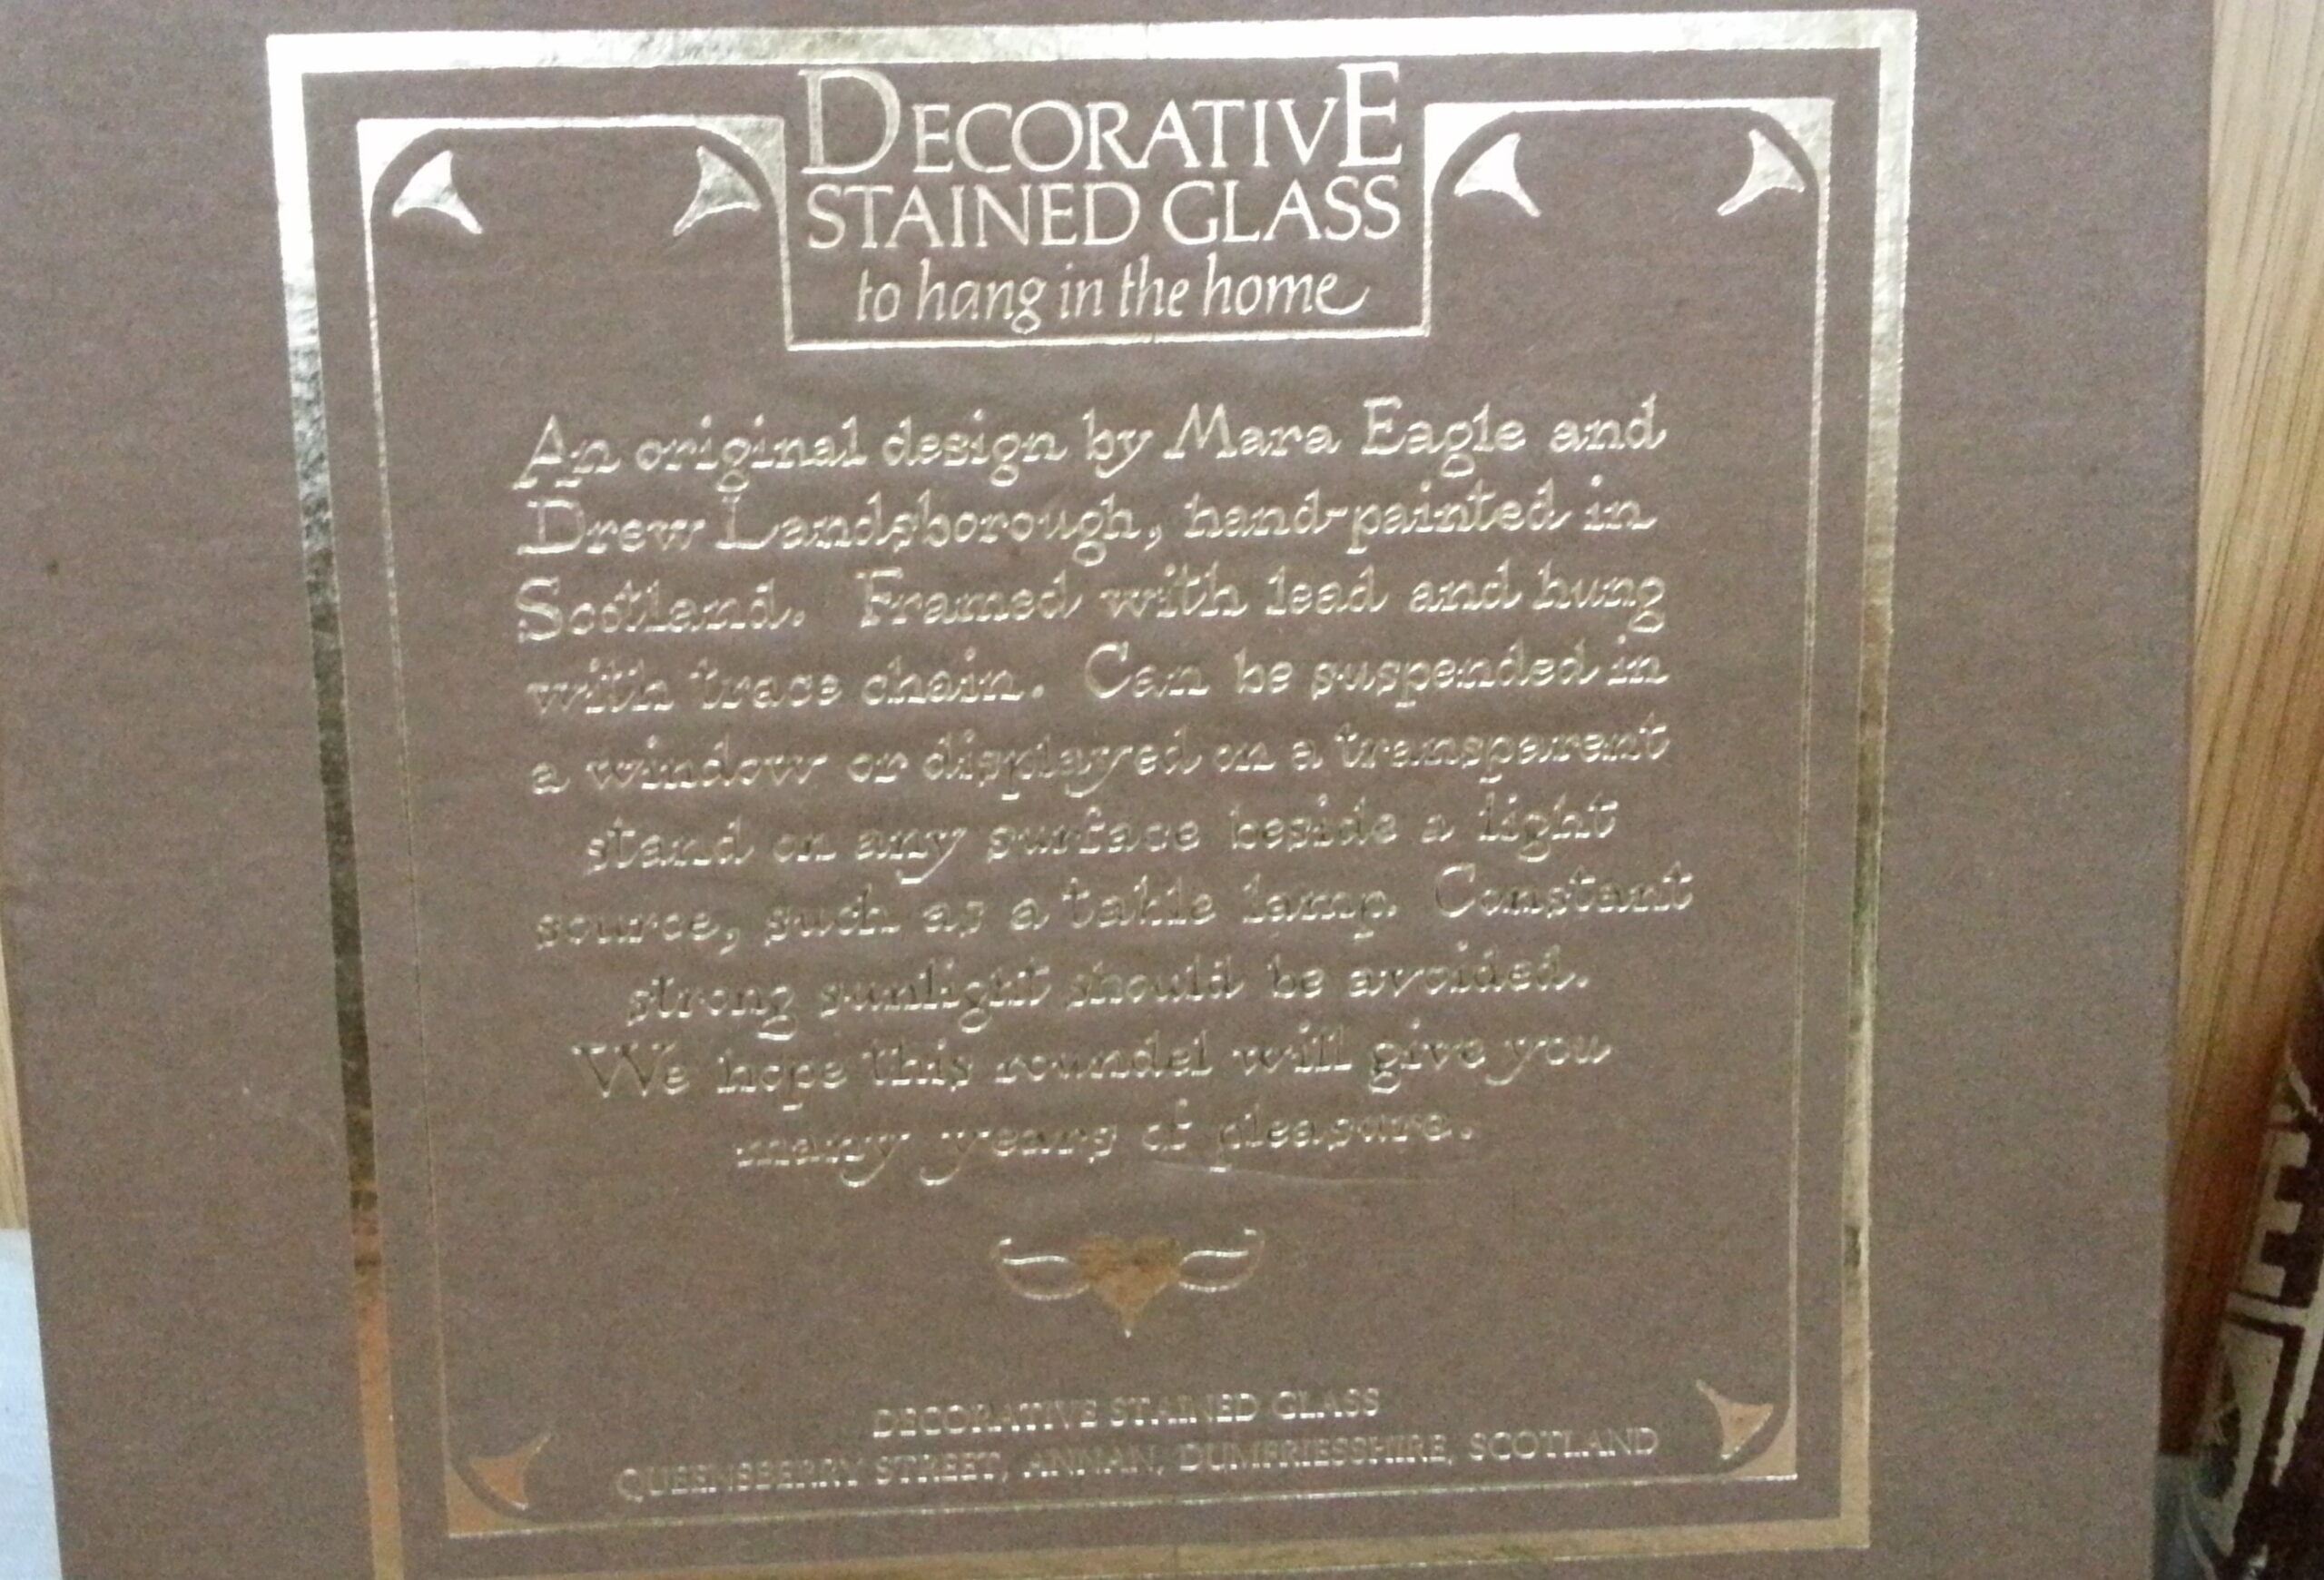 DECORATIVE
STAINED GLASS
to hang in the home
An original design by Mara Eagle and
Drew Landsborough, hand-painted in
Scotland. Framed with lead and hung
with trace chain. Can be suspended in
a window or displayed on a transparent
stand on any surface beside a light
source, such as a table lamp. Constant
strong sunlight should be avoided.
We hope this roundel will give you
many years of pleasure.
DECORATIVE STAINED GLASS
QUEENSBERRY STREET, ANNAN, DUMFRIESSHIRE, SCOTLAND